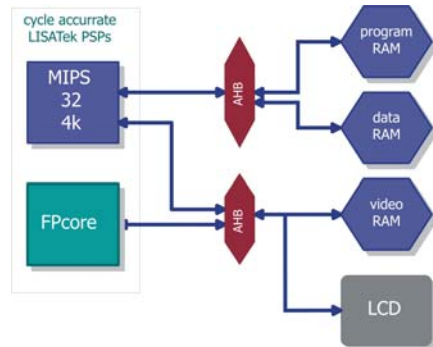 cycle accurrate
LISATek PSPs
MIPS
32
4k
FPcore
AHB
AHB
program
RAM
data
RAM
video
RAM
LCD